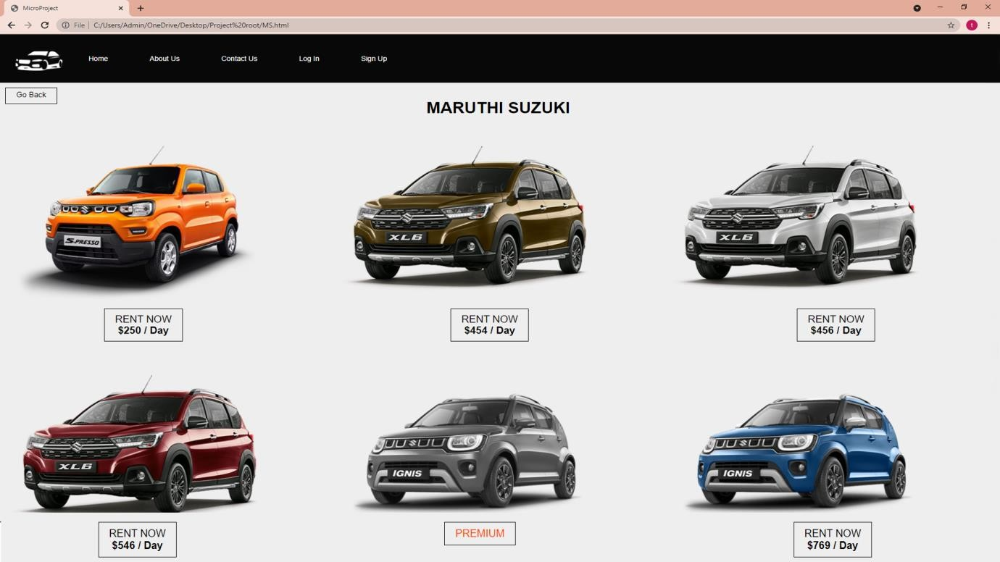 MicroProject
File
C:/Users/Admin/OneDrive/Desktop/Project%20root/MS.html
t
Home
About Us
Contact Us
Log In
Sign Up
Go Back
MARUTHI SUZUKI
S-PRESSO
XL6
XL6
RENT NOW
$250 / Day
RENT NOW
$454 / Day
RENT NOW
$456 / Day
XL6
IGNIS
IGNIS
RENT NOW
$546 / Day
PREMIUM
RENT NOW
$769 / Day